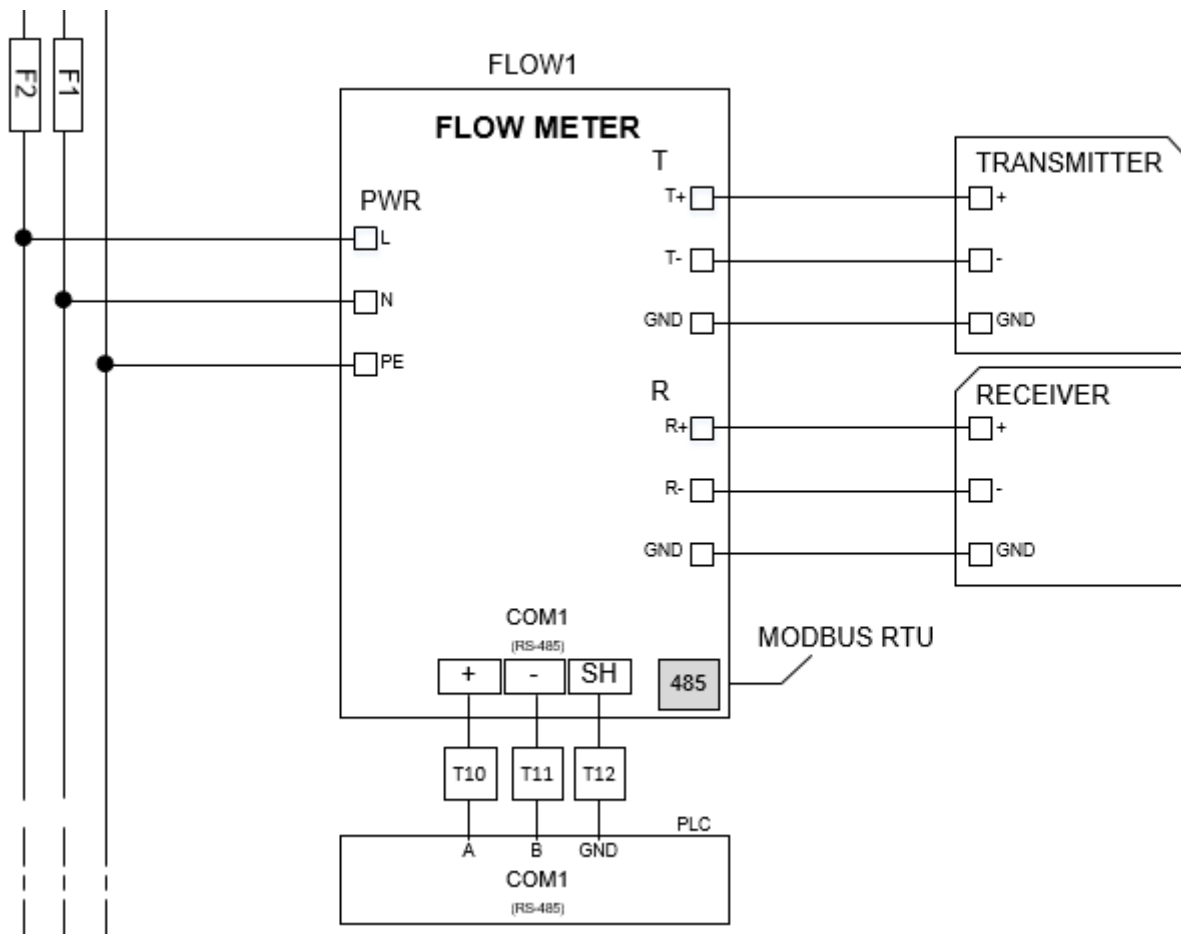 F2
F1
FLOW1
FLOW METER
PWR
L
N
PE
T
T+
T-
GND
R
R+
R-
GND
TRANSMITTER
+
-
GND
RECEIVER
+
-
GND
COM1
(RS-485)
+ - SH
485
MODBUS RTU
T10 T11 T12
PLC
A B GND
COM1
(RS-485)